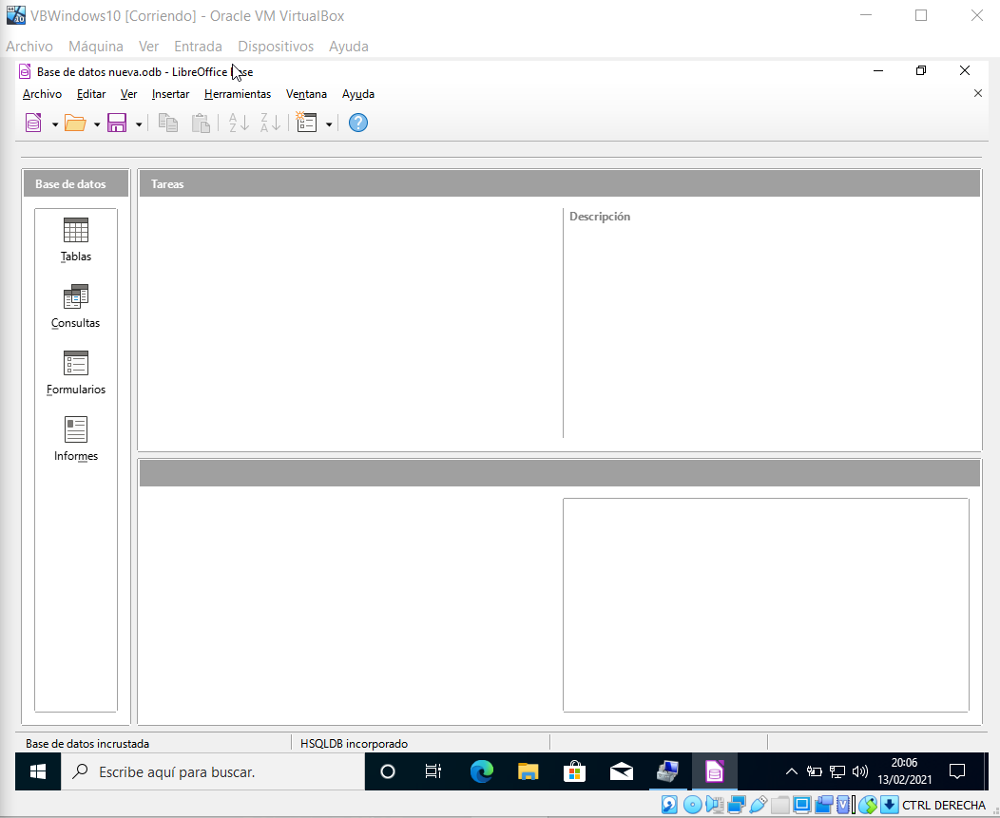 VBWindows10 [Corriendo] - Oracle VM VirtualBox
Archivo Máquina Ver Entrada Dispositivos Ayuda
Base de datos nueva.odb - LibreOffice Base
Archivo Editar Ver Insertar Herramientas Ventana Ayuda
Base de datos
Tablas
Consultas
Formularios
Informes
Tareas
Descripción
Base de datos incrustada HSQLDB incorporado
Escribe aquí para buscar.
20:06
13/02/2021
CTRL DERECHA